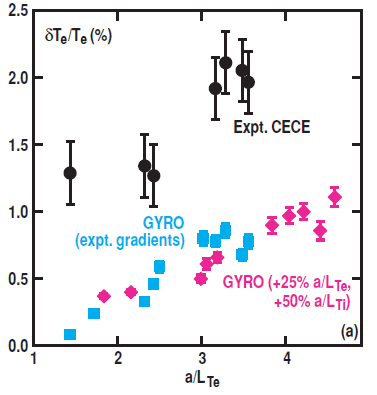 2.5
δTe/Te (%)
2.0
Expt. CECE
1.5
1.0
GYRO
(expt. gradients)
0.5
GYRO (+25% a/LTe,
+50% a/LTi)
(a)
0.0
1 2 3 4
a/LTe